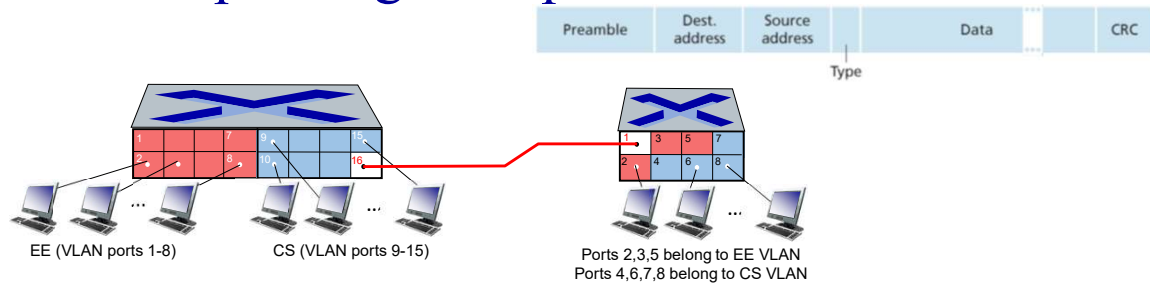 Preamble Dest. address Source address Data CRC
Type
1 7 9 15
2 8 10 16
...
...
EE (VLAN ports 1-8)
CS (VLAN ports 9-15)
1 3 5 7
2 4 6 8
...
Ports 2,3,5 belong to EE VLAN
Ports 4,6,7,8 belong to CS VLAN